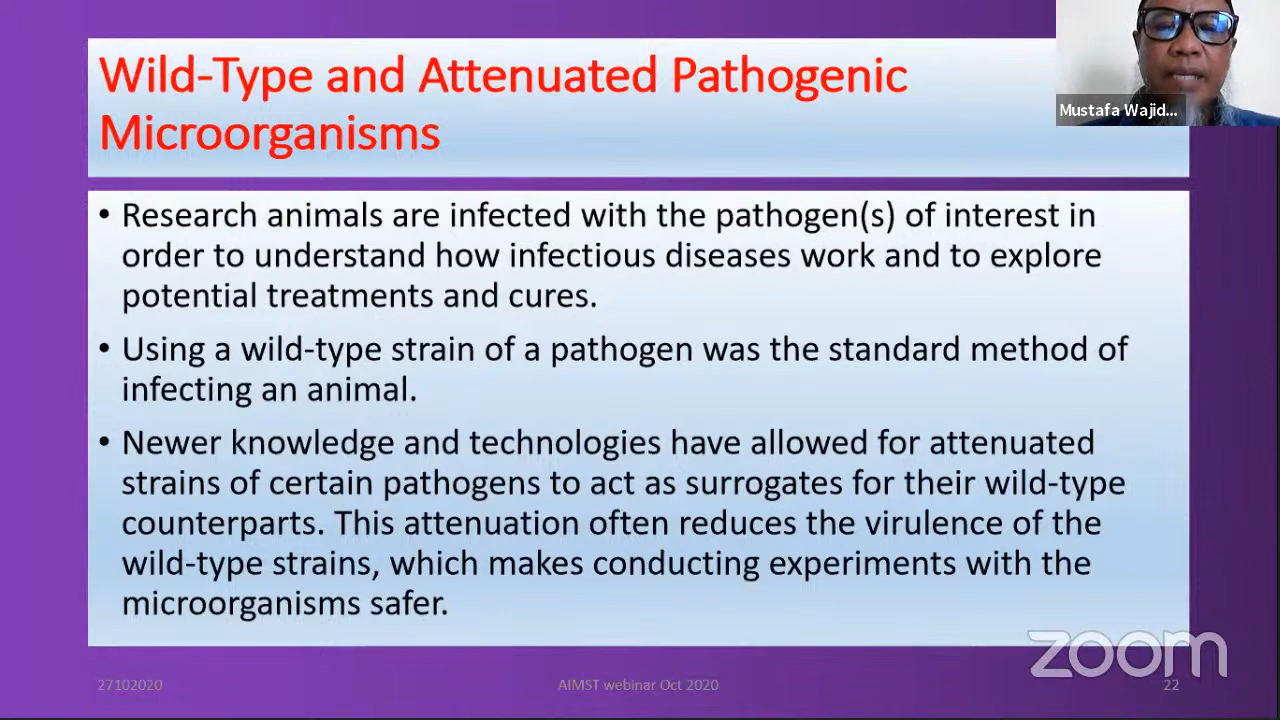 Wild-Type and Attenuated Pathogenic
Microorganisms
Mustafa Wajid...
• Research animals are infected with the pathogen(s) of interest in
order to understand how infectious diseases work and to explore
potential treatments and cures.
• Using a wild-type strain of a pathogen was the standard method of
infecting an animal.
• Newer knowledge and technologies have allowed for attenuated
strains of certain pathogens to act as surrogates for their wild-type
counterparts. This attenuation often reduces the virulence of the
wild-type strains, which makes conducting experiments with the
microorganisms safer.
zoom
27102020
AIMST webinar Oct 2020
22